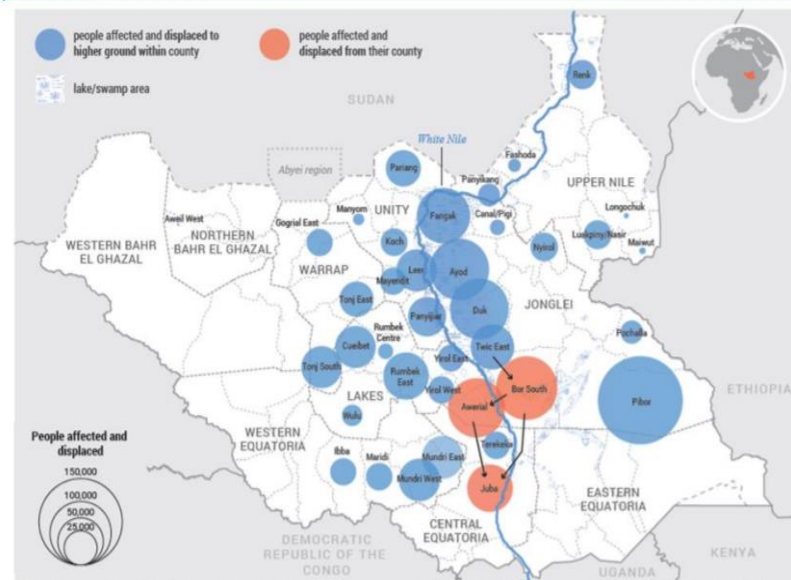 people affected and displaced to
higher ground within county
people affected and
displaced from their county
lake/swamp area
SUDAN
Renk
White Nile
Abyei region
Pariang
Fashoda
Panyikang
UPPER NILE
Manyom
UNITY
Fangak
Canal/Pigi
Longochuk
Aweil West
Gogrial East
NORTHERN
BAHR EL GHAZAL
WESTERN BAHR
EL GHAZAL
Koch
Nyirol
Luakpiny/Nasir
Maiwut
WARRAP
Leer
Ayod
Mayendit
Tonj East
Duk
JONGLEI
Panyijiar
Pochalla
Rumbek
Centre
Cueibet
Twic East
Yirol East
Tonj South
Rumbek
East
Bor South
ETHIOPIA
LAKES
Yirol West
Awerial
Pibor
Wulu
WESTERN
EQUATORIA
People affected and
displaced
150,000
100,000
50,000
25,000
Ibba
Maridi
Mundri East
Terekeka
Mundri West
Juba
EASTERN
EQUATORIA
CENTRAL
EQUATORIA
DEMOCRATIC
REPUBLIC OF THE
CONGO
KENYA
UGANDA